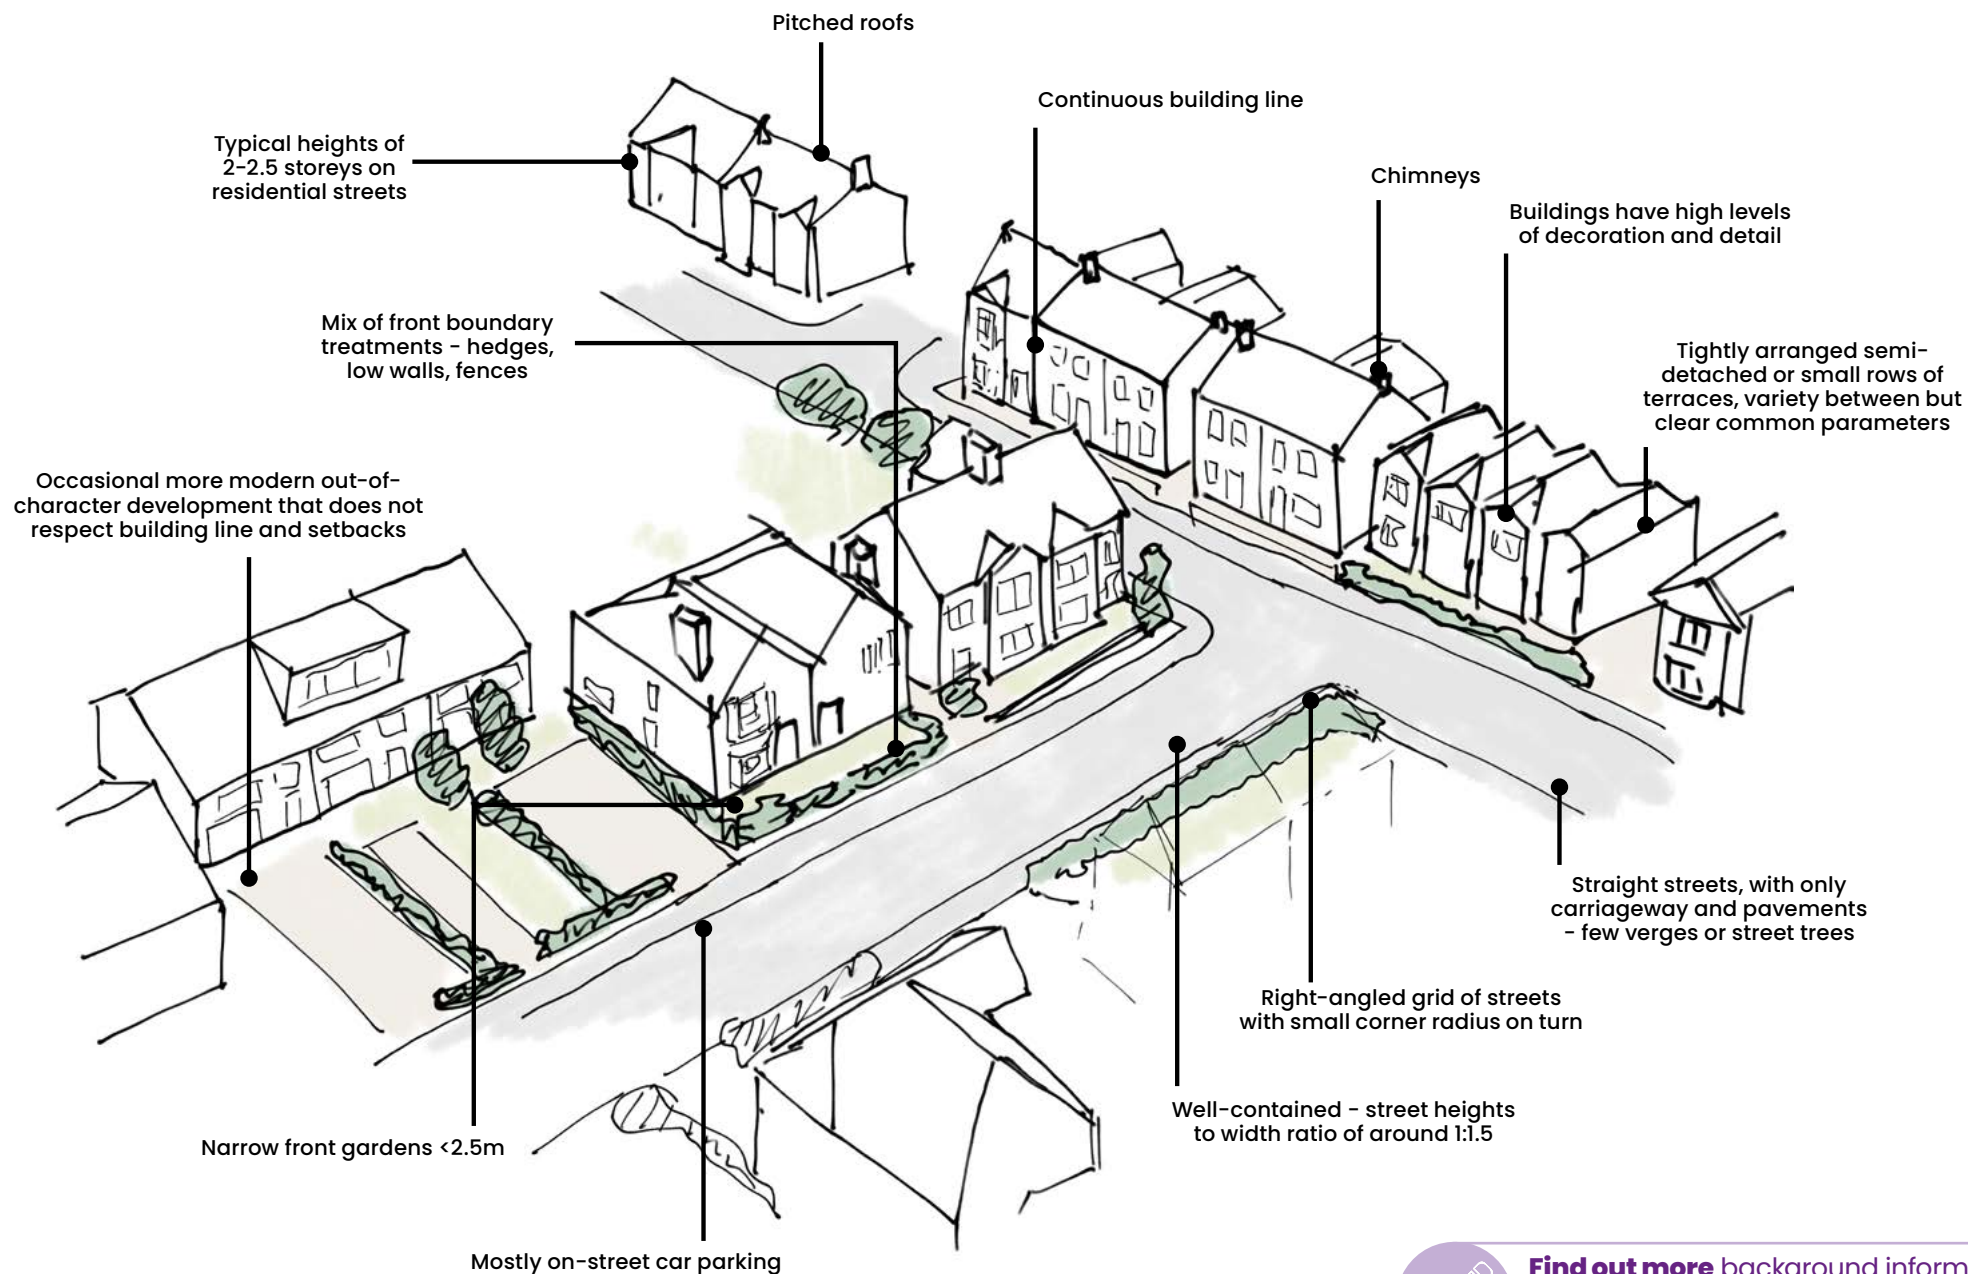 Pitched roofs
Continuous building line
Typical heights of
2-2.5 storeys on
residential streets
Chimneys
Buildings have high levels
of decoration and detail
Mix of front boundary
treatments - hedges,
low walls, fences
Tightly arranged semi-
detached or small rows of
terraces, variety between but
clear common parameters
Occasional more modern out-of-
character development that does not
respect building line and setbacks
Straight streets, with only
carriageway and pavements
- few verges or street trees
Right-angled grid of streets
with small corner radius on turn
Well-contained - street heights
to width ratio of around 1:1.5
Narrow front gardens <2.5m
Mostly on-street car parking
Find out more background inform